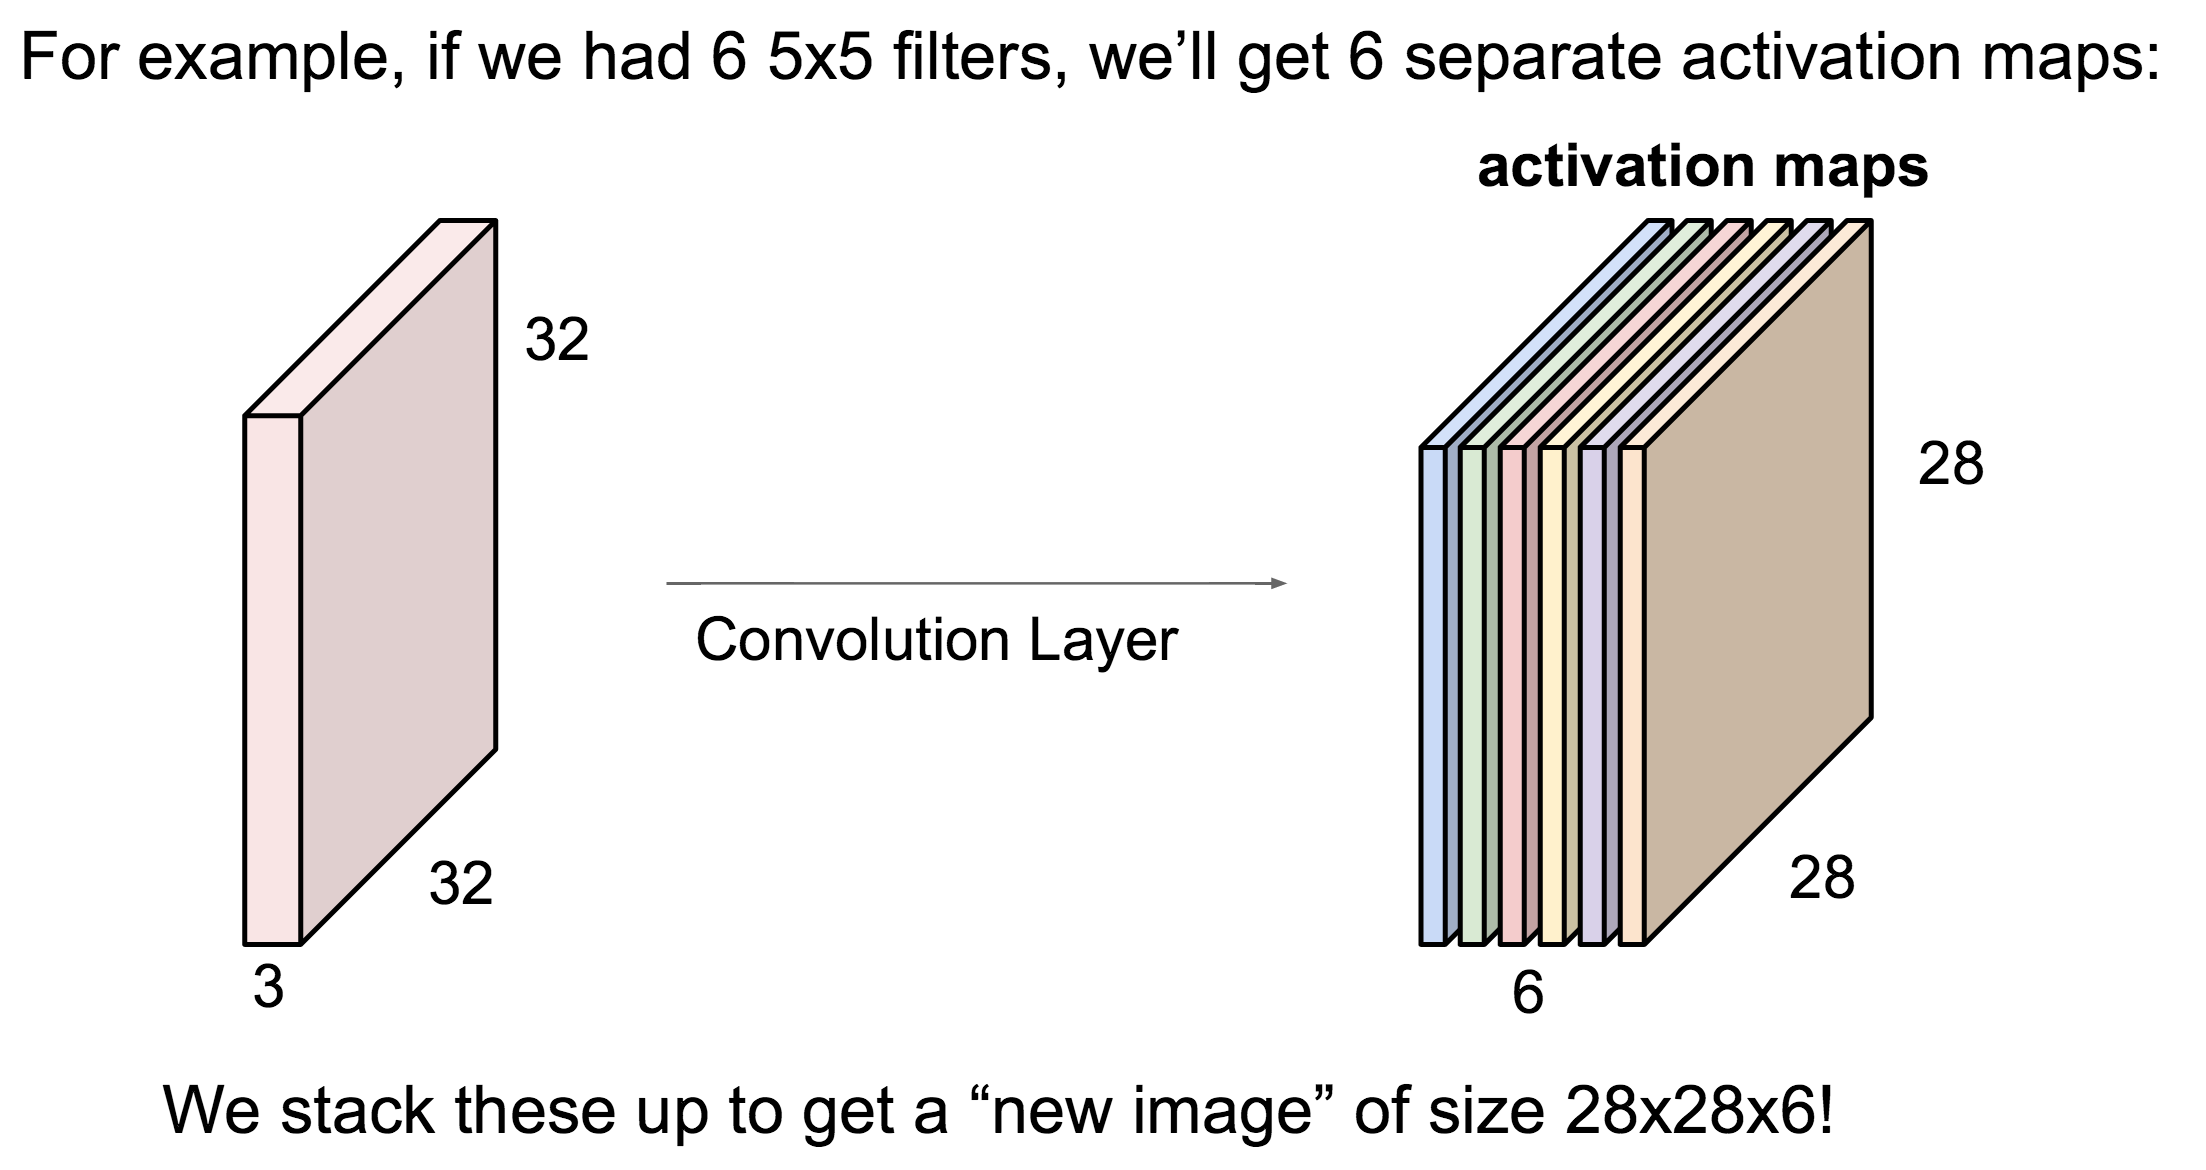 For example, if we had 6 5x5 filters, we’ll get 6 separate activation maps:
activation maps
32
28
Convolution Layer
32
28
3
6
We stack these up to get a “new image” of size 28x28x6!